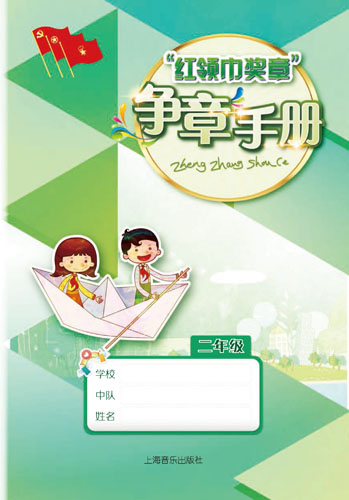 “红领巾奖章”
争章手册
Zheng Zhang Shou Ce
二年级
学校
中队
姓名
上海音乐出版社